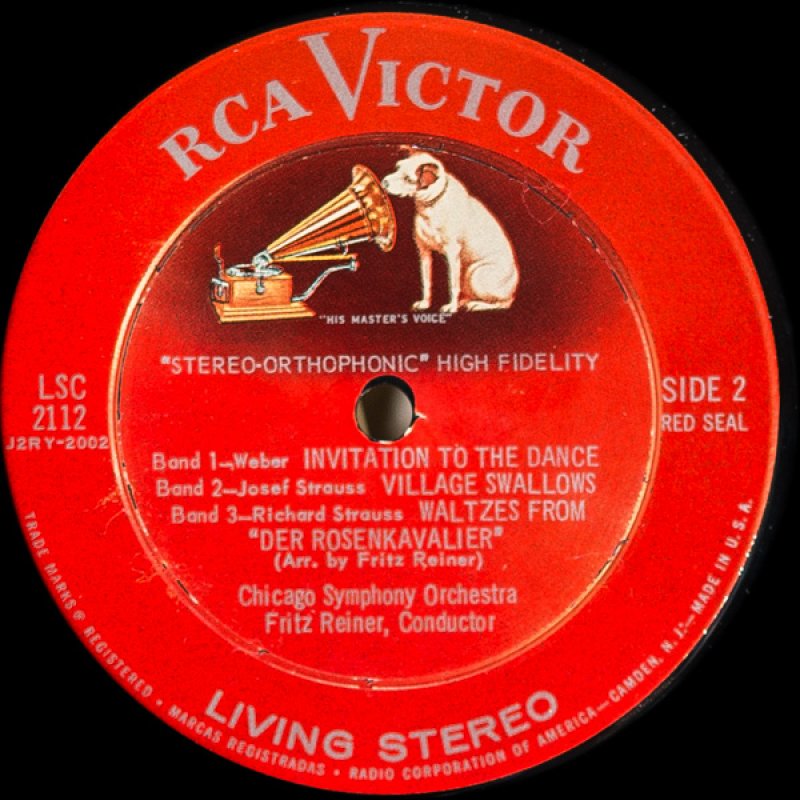 RCA VICTOR
"HIS MASTER'S VOICE"
"STEREO-ORTHOPHONIC" HIGH FIDELITY
LSC
2112
J2RY-2002
SIDE 2
RED SEAL
Band 1—Weber INVITATION TO THE DANCE
Band 2—Josef Strauss VILLAGE SWALLOWS
Band 3—Richard Strauss WALTZES FROM
"DER ROSENKAVALIER"
(Arr. by Fritz Reiner)
Chicago Symphony Orchestra
Fritz Reiner, Conductor
LIVING STEREO
TRADE MARKS ® REGISTERED • MARCAS REGISTRADAS • RADIO CORPORATION OF AMERICA—CAMDEN, N. J.—MADE IN U.S.A.